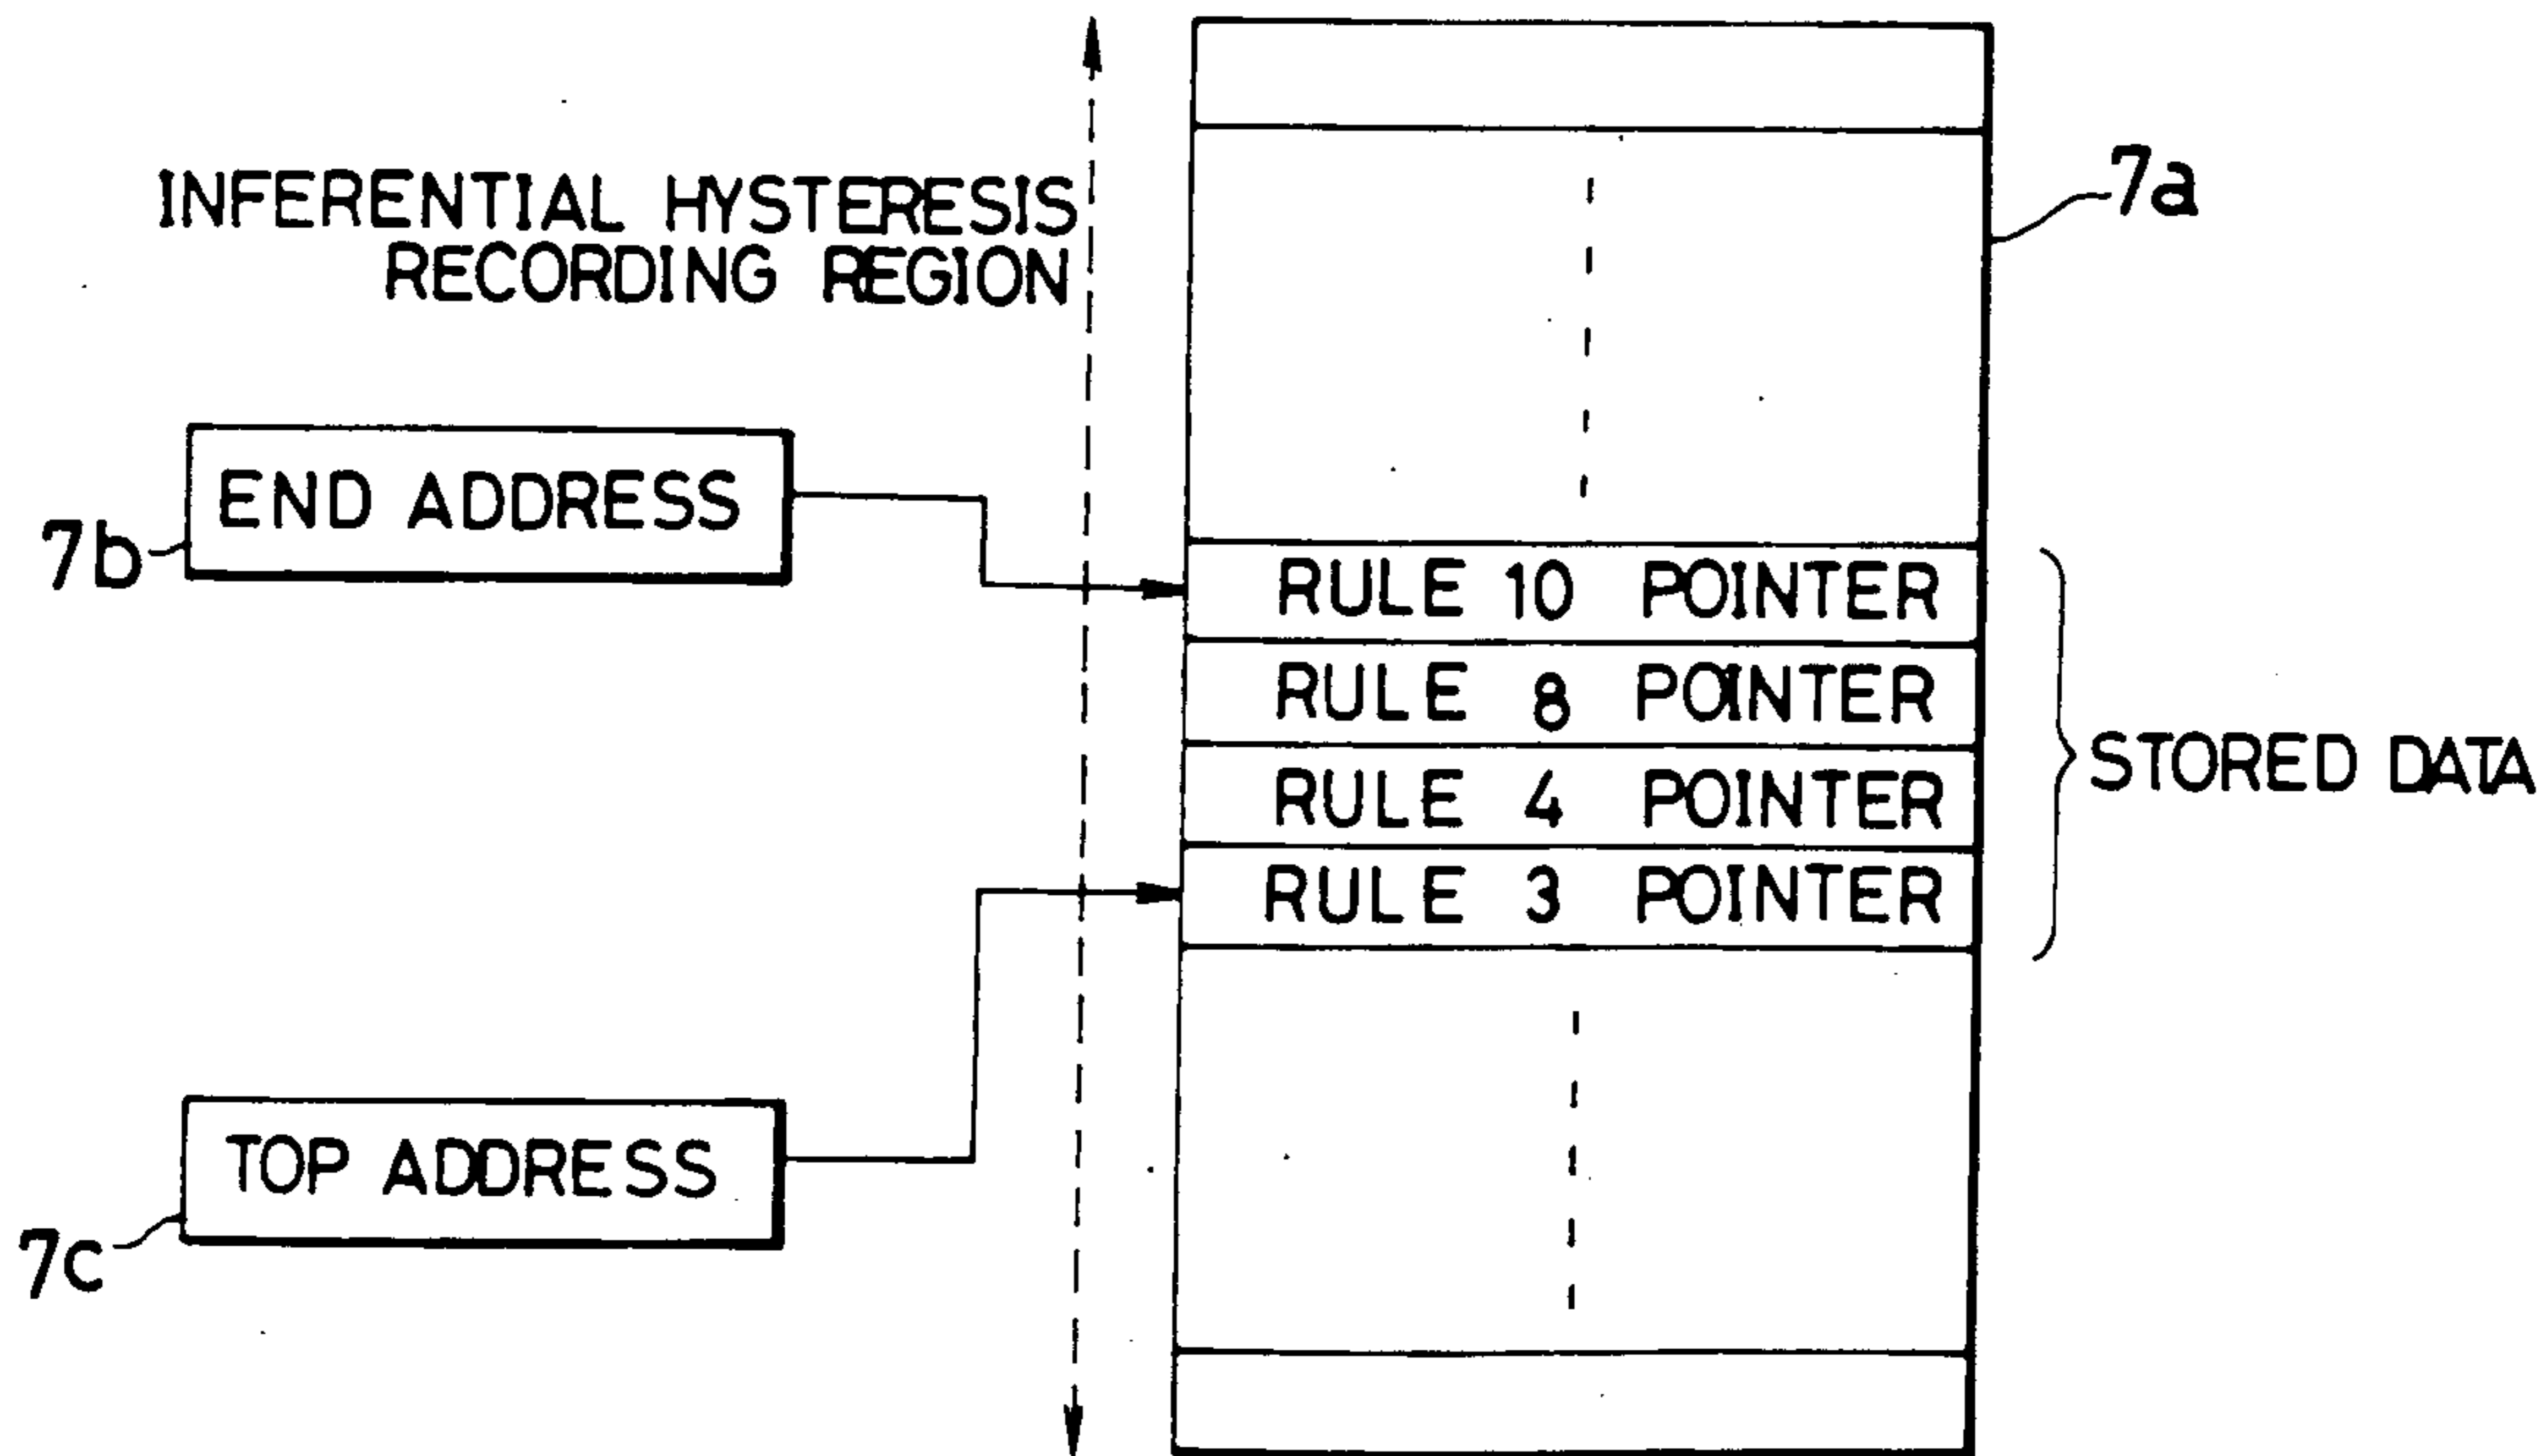 INFERENTIAL HYSTERESIS
RECORDING REGION
7a
END ADDRESS
7b
RULE 10 POINTER
RULE 8 POINTER
RULE 4 POINTER
RULE 3 POINTER
STORED DATA
TOP ADDRESS
7c